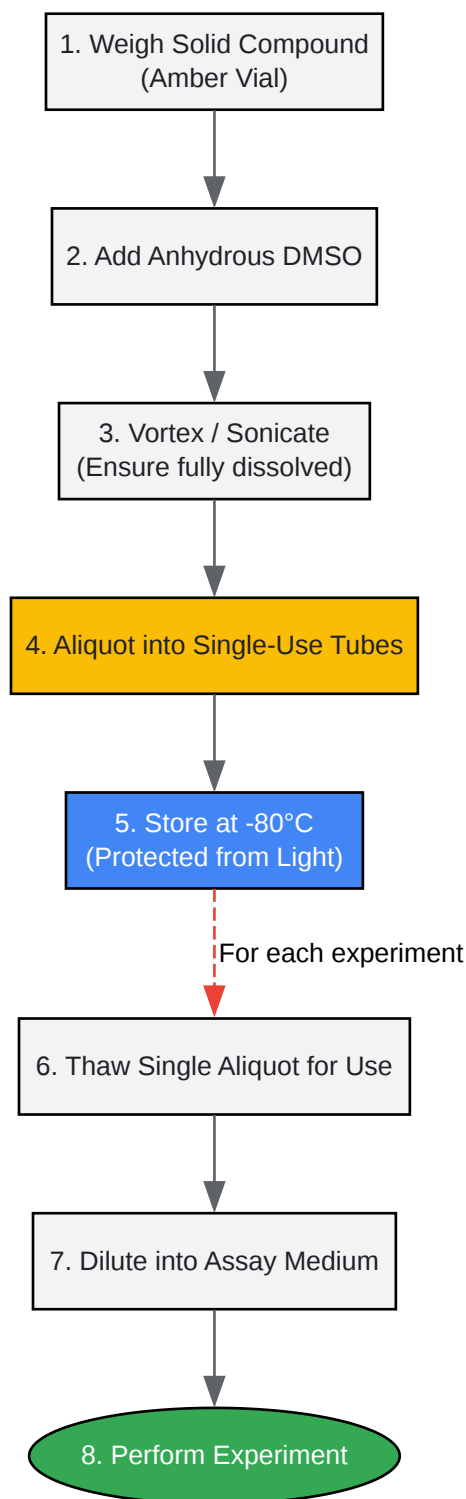 1. Weigh Solid Compound
(Amber Vial)
2. Add Anhydrous DMSO
3. Vortex / Sonicate
(Ensure fully dissolved)
4. Aliquot into Single-Use Tubes
5. Store at -80°C
(Protected from Light)
For each experiment
6. Thaw Single Aliquot for Use
7. Dilute into Assay Medium
8. Perform Experiment